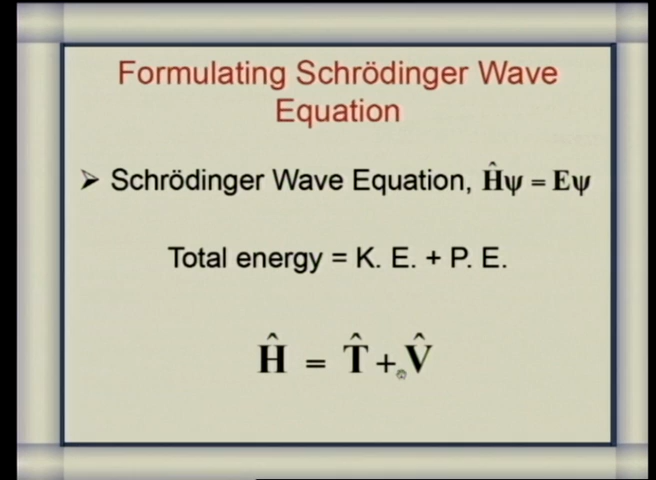 Formulating Schrödinger Wave
Equation
➢ Schrödinger Wave Equation, Ĥψ = Eψ
Total energy = K. E. + P. E.
Ĥ = T̂ + V̂